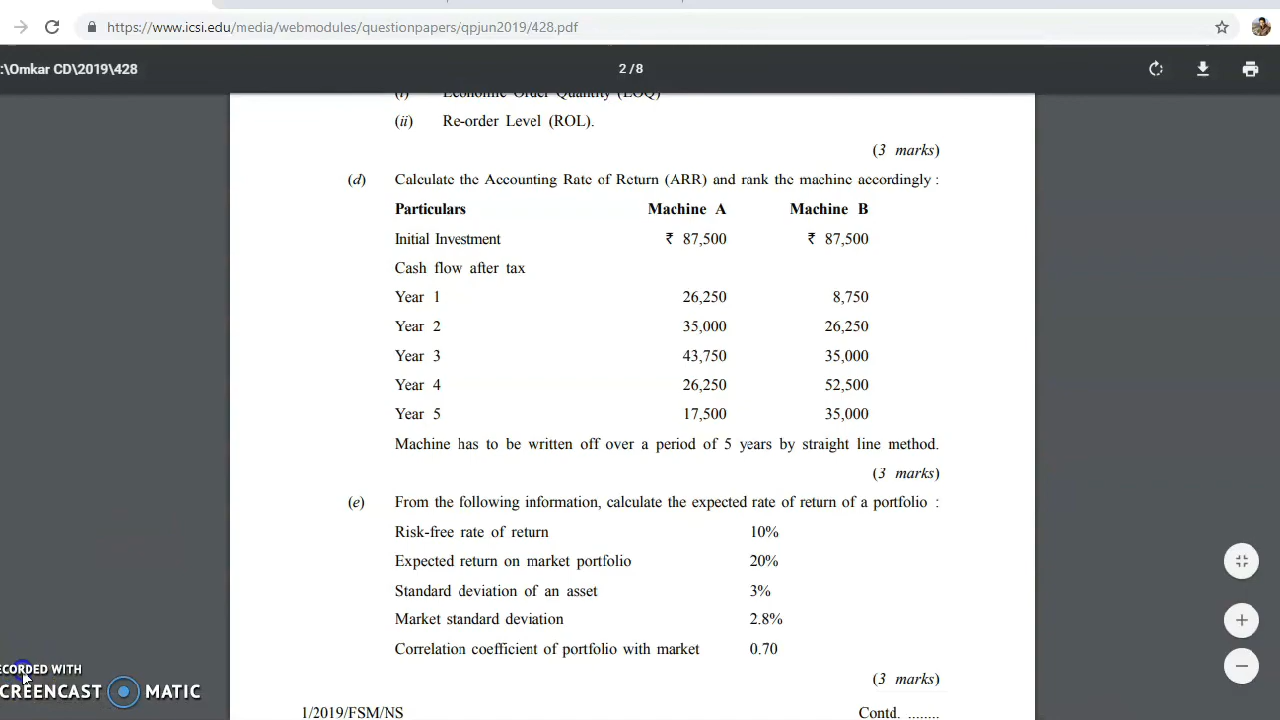 https://www.icsi.edu/media/webmodules/questionpapers/qpjun2019/428.pdf
:\Omkar CD\2019\428 2/8
(i) Economic Order Quantity (EOQ)
(ii) Re-order Level (ROL).
(3 marks)
(d) Calculate the Accounting Rate of Return (ARR) and rank the machine accordingly :
Particulars Machine A Machine B
Initial Investment ₹ 87,500 ₹ 87,500
Cash flow after tax
Year 1 26,250 8,750
Year 2 35,000 26,250
Year 3 43,750 35,000
Year 4 26,250 52,500
Year 5 17,500 35,000
Machine has to be written off over a period of 5 years by straight line method.
(3 marks)
(e) From the following information, calculate the expected rate of return of a portfolio :
Risk-free rate of return 10%
Expected return on market portfolio 20%
Standard deviation of an asset 3%
Market standard deviation 2.8%
Correlation coefficient of portfolio with market 0.70
(3 marks)
1/2019/FSM/NS Contd. ........
ECORDED WITH
CREENCAST MATIC